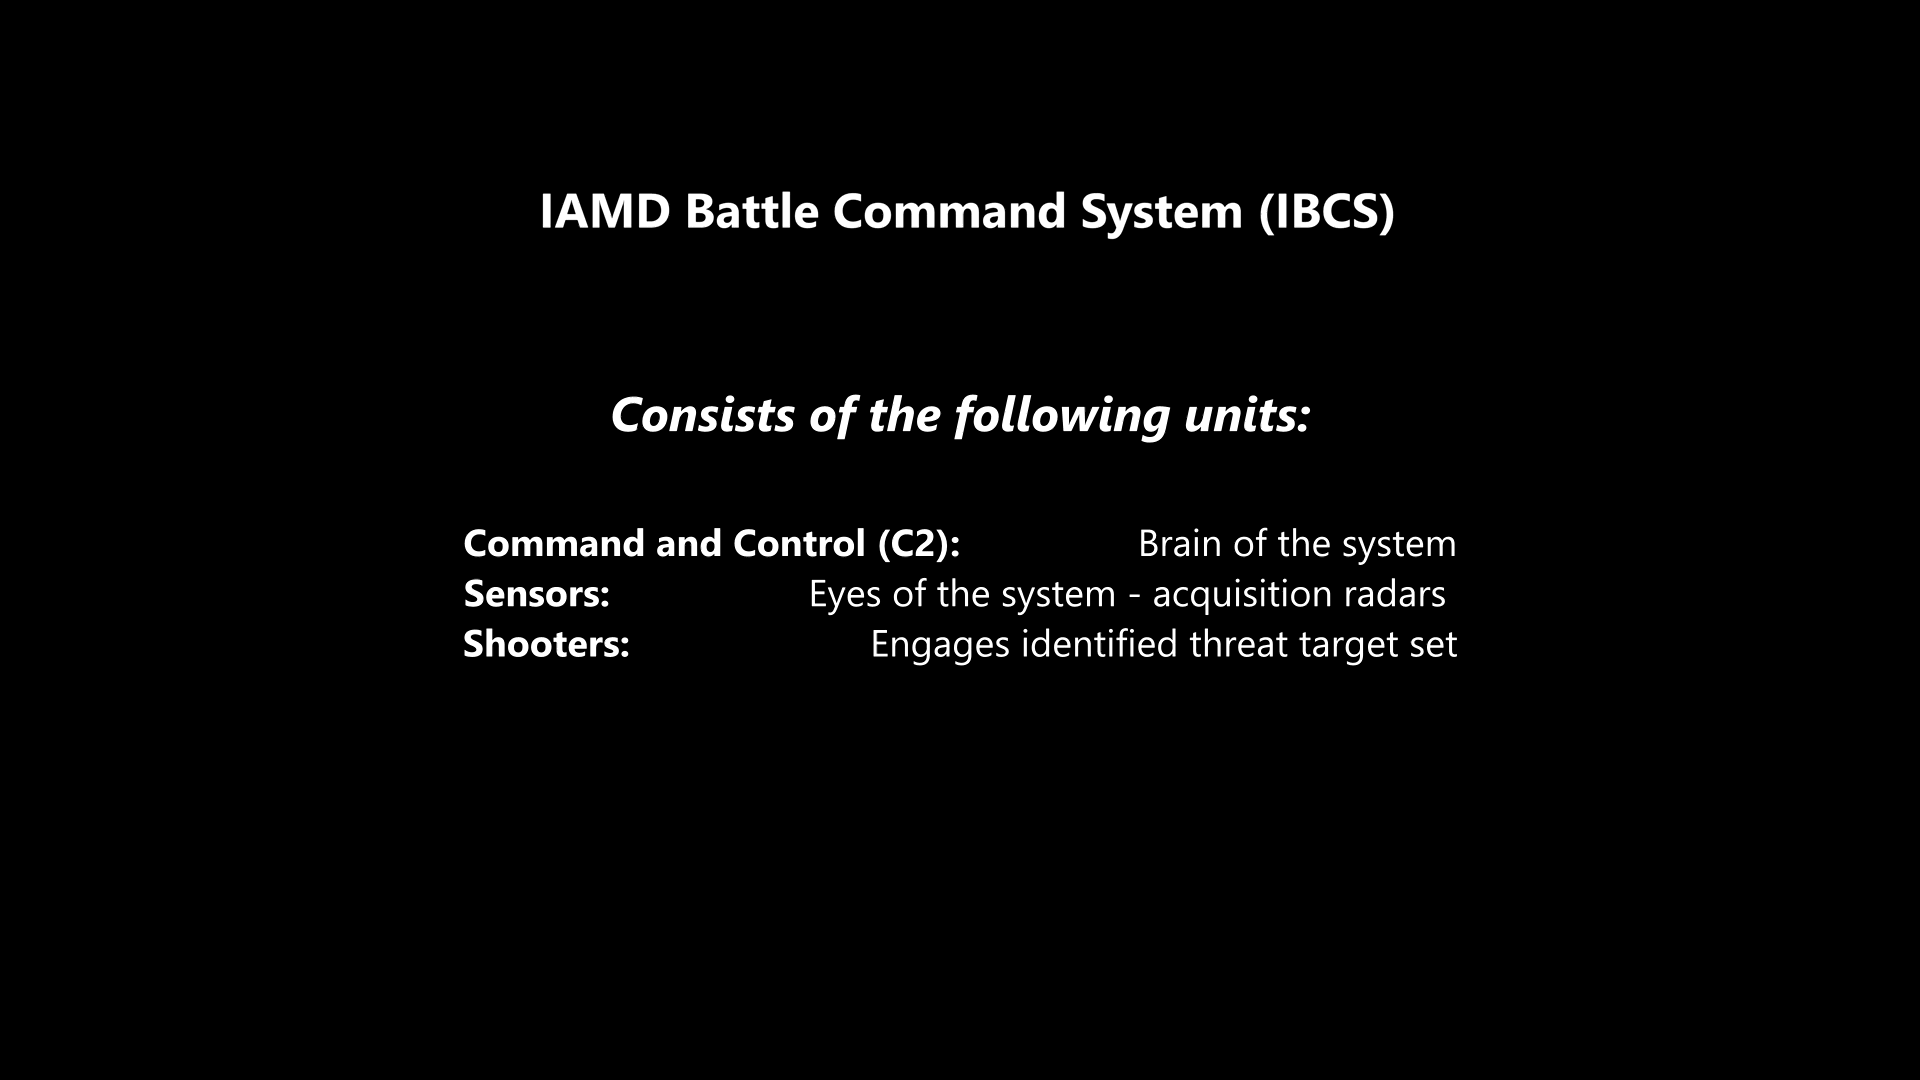 IAMD Battle Command System (IBCS)
Consists of the following units:
Command and Control (C2): Brain of the system
Sensors: Eyes of the system - acquisition radars
Shooters: Engages identified threat target set